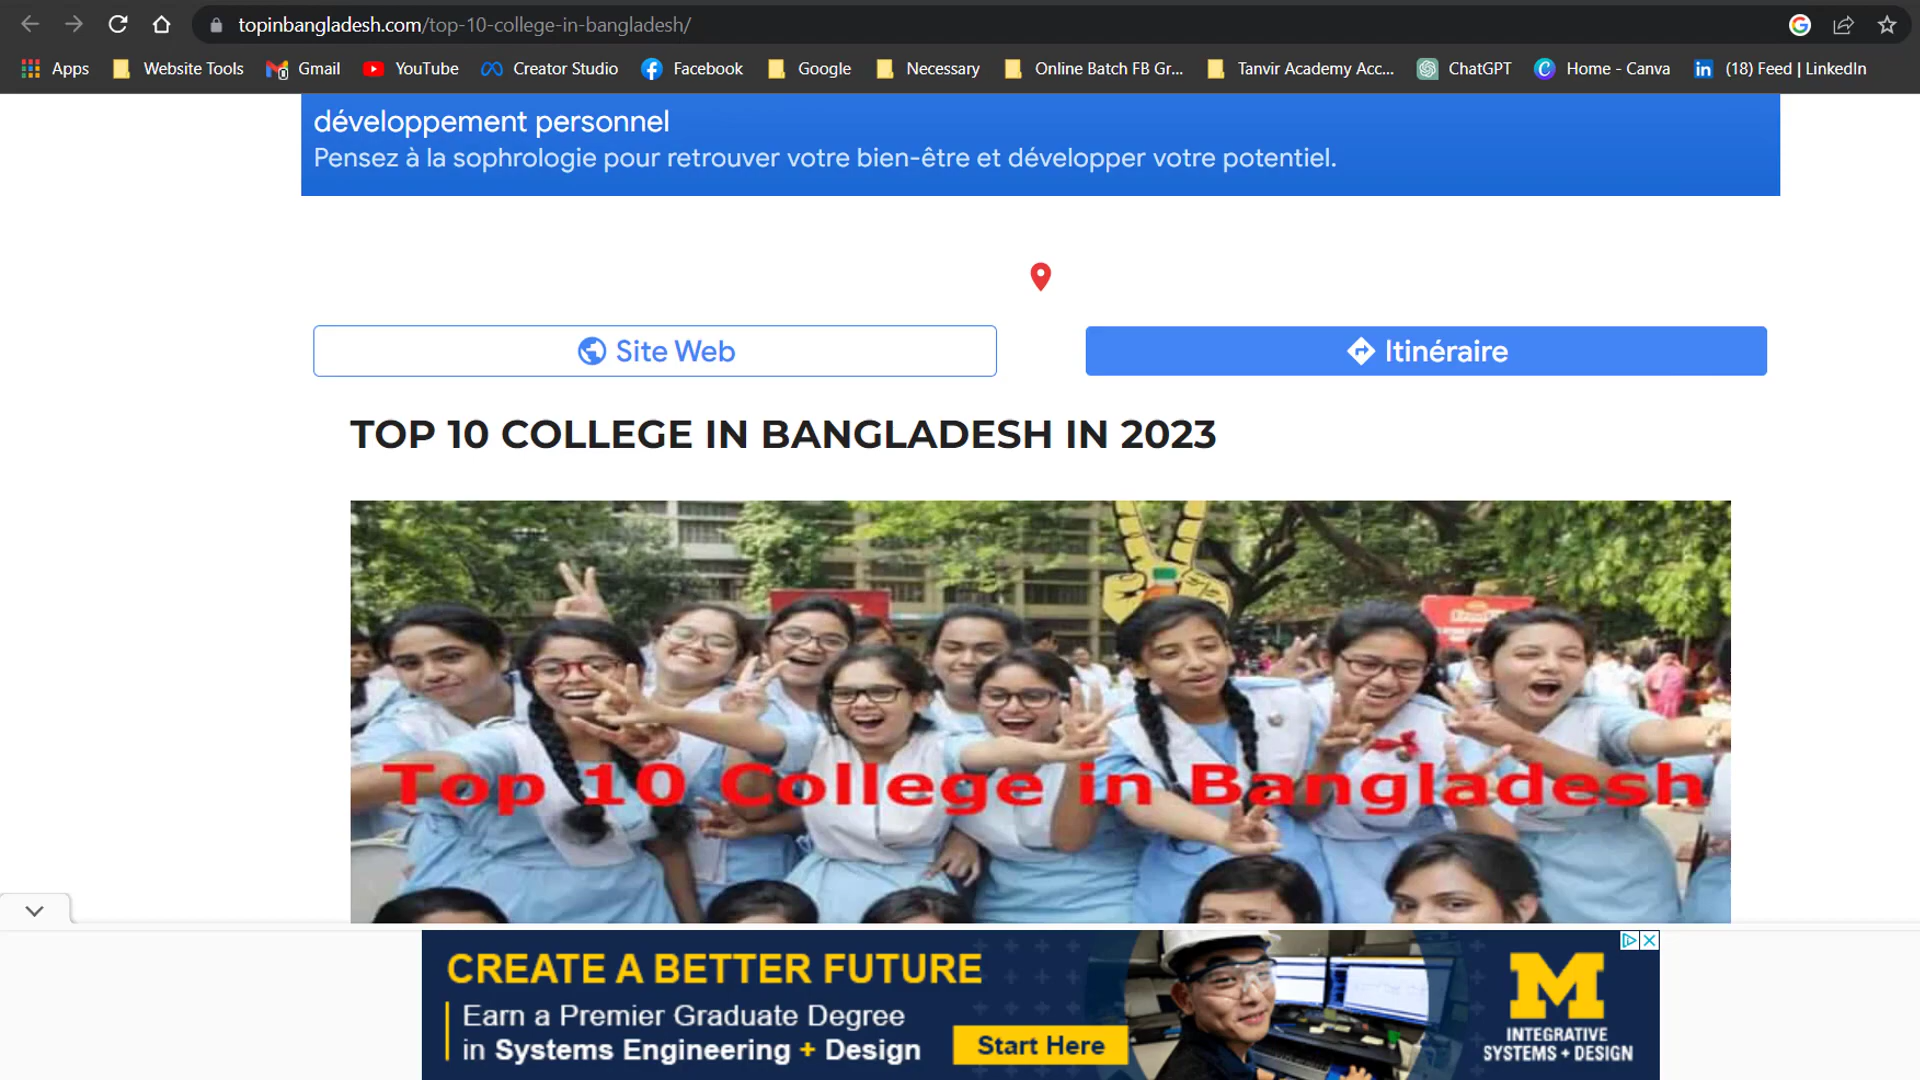 topinbangladesh.com/top-10-college-in-bangladesh/
Apps
Website Tools
Gmail
YouTube
Creator Studio
Facebook
Google
Necessary
Online Batch FB Gr...
Tanvir Academy Acc...
ChatGPT
Home - Canva
(18) Feed | LinkedIn
développement personnel
Pensez à la sophrologie pour retrouver votre bien-être et développer votre potentiel.
Site Web
Itinéraire
TOP 10 COLLEGE IN BANGLADESH IN 2023
Top 10 College in Bangladesh
CREATE A BETTER FUTURE
Earn a Premier Graduate Degree
in Systems Engineering + Design
Start Here
M
INTEGRATIVE
SYSTEMS + DESIGN